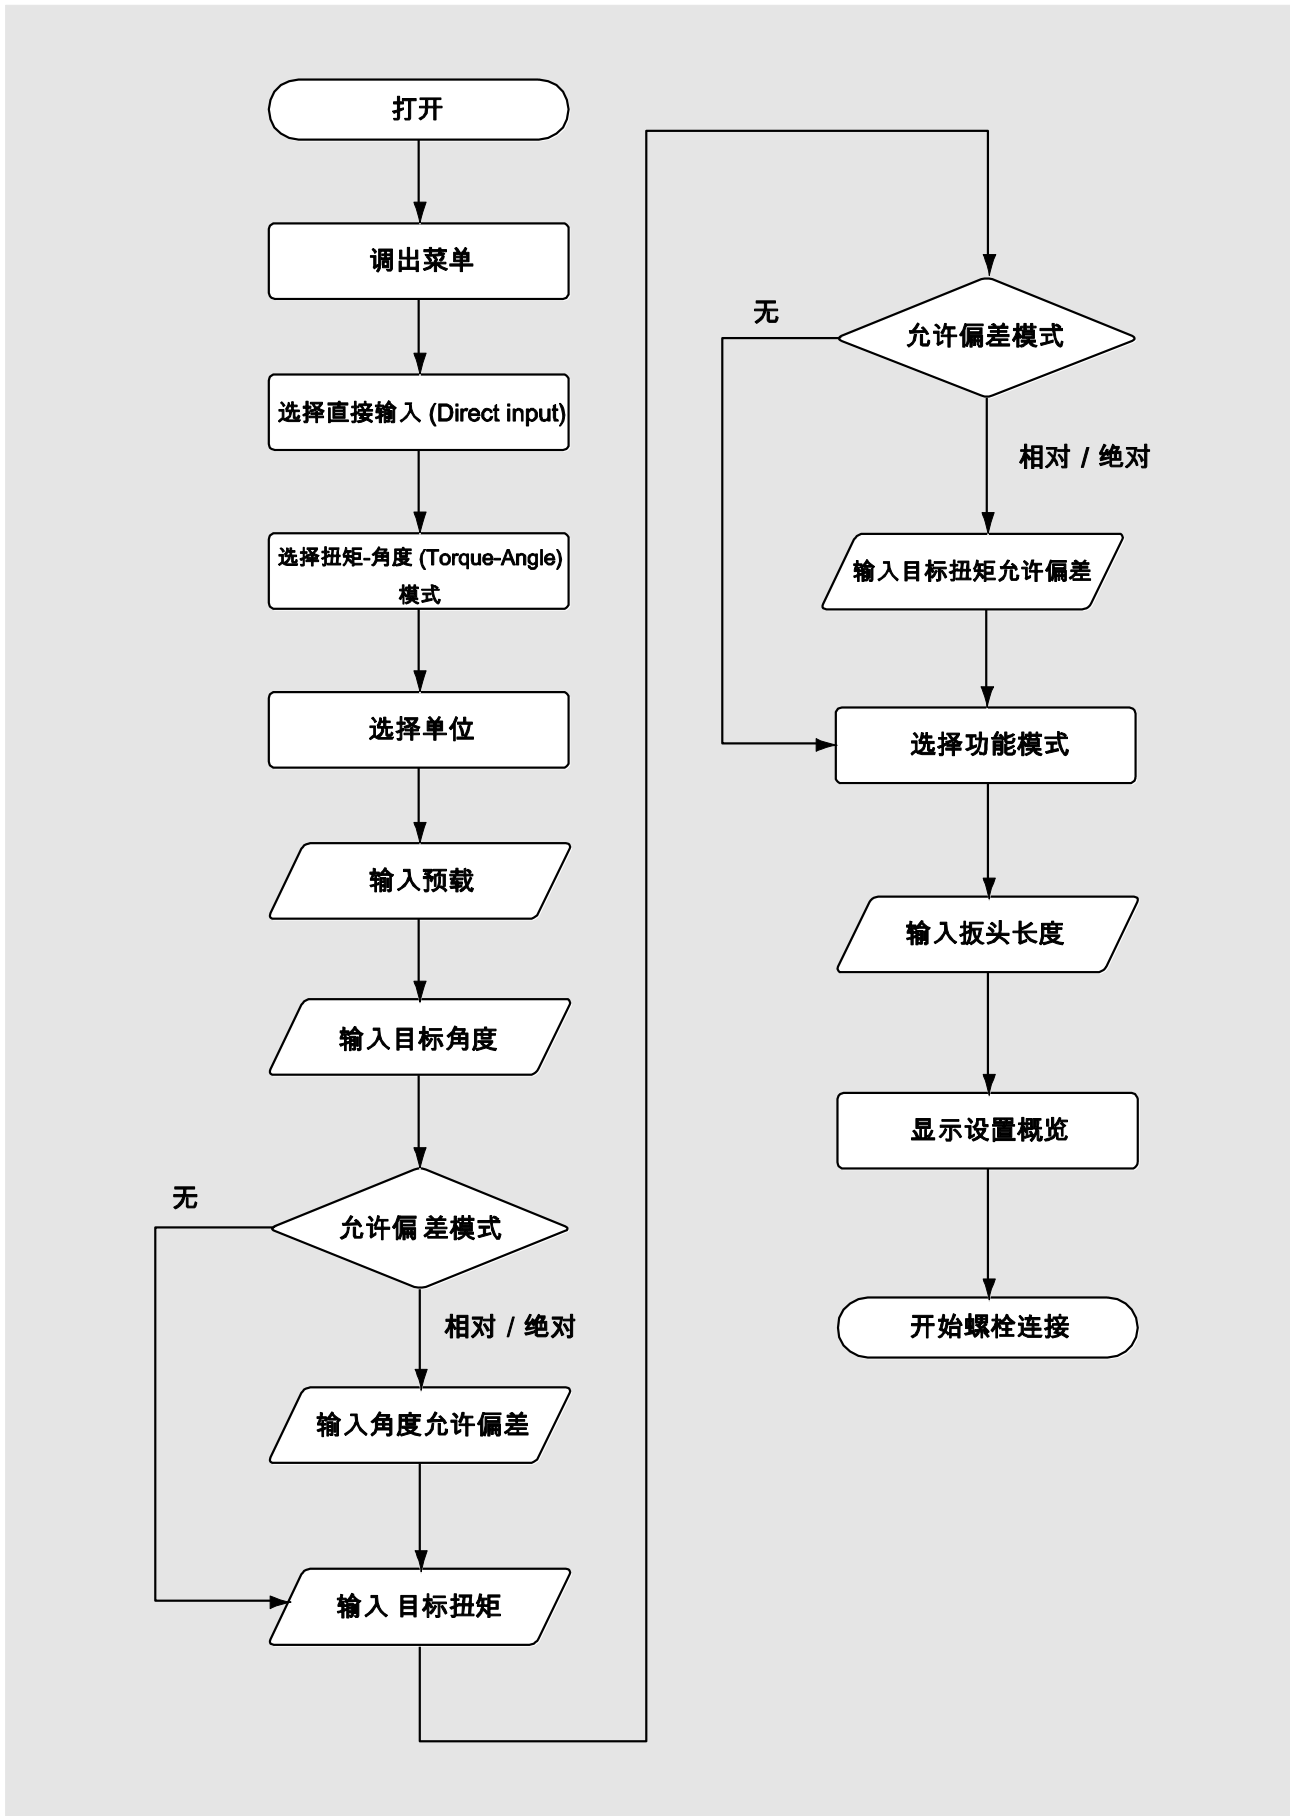 打开
调出菜单
选择直接输入 (Direct input)
选择扭矩-角度 (Torque-Angle)
模式
选择单位
输入预载
输入目标角度
无
允许偏 差模式
相对 / 绝对
输入角度允许偏差
输入 目标扭矩
无
允许偏差模式
相对 / 绝对
输入目标扭矩允许偏差
选择功能模式
输入扳头长度
显示设置概览
开始螺栓连接